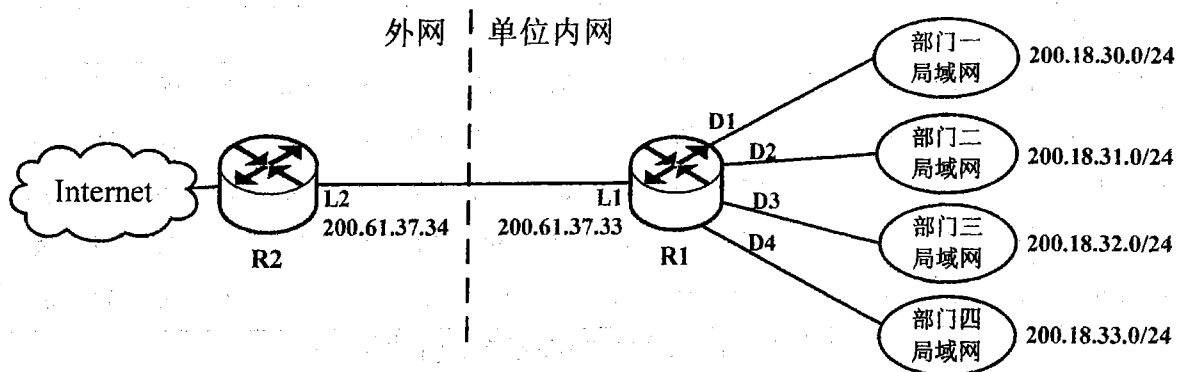 外网
单位内网
Internet
R2
L2
200.61.37.34
L1
200.61.37.33
R1
D1
D2
D3
D4
部门一
局域网
200.18.30.0/24
部门二
局域网
200.18.31.0/24
部门三
局域网
200.18.32.0/24
部门四
局域网
200.18.33.0/24